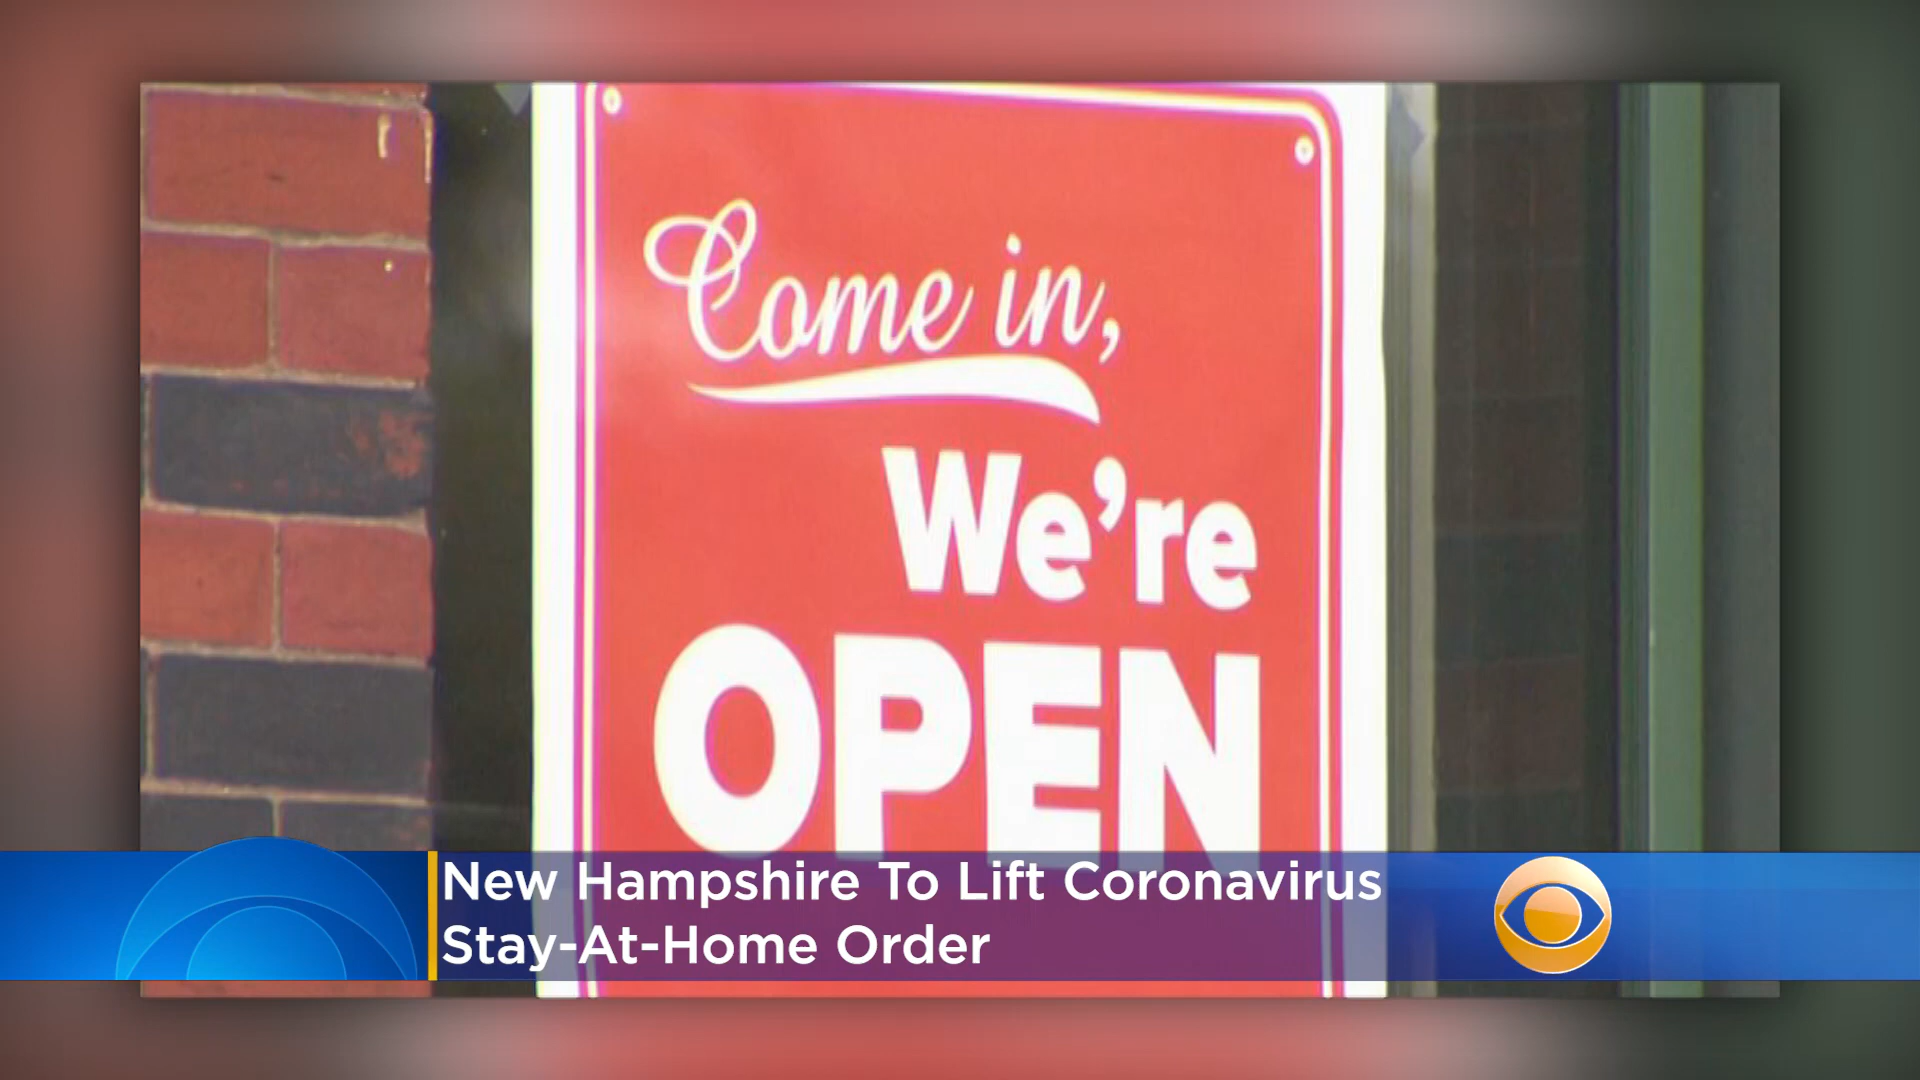 Come in,
We're
OPEN
New Hampshire To Lift Coronavirus
Stay-At-Home Order